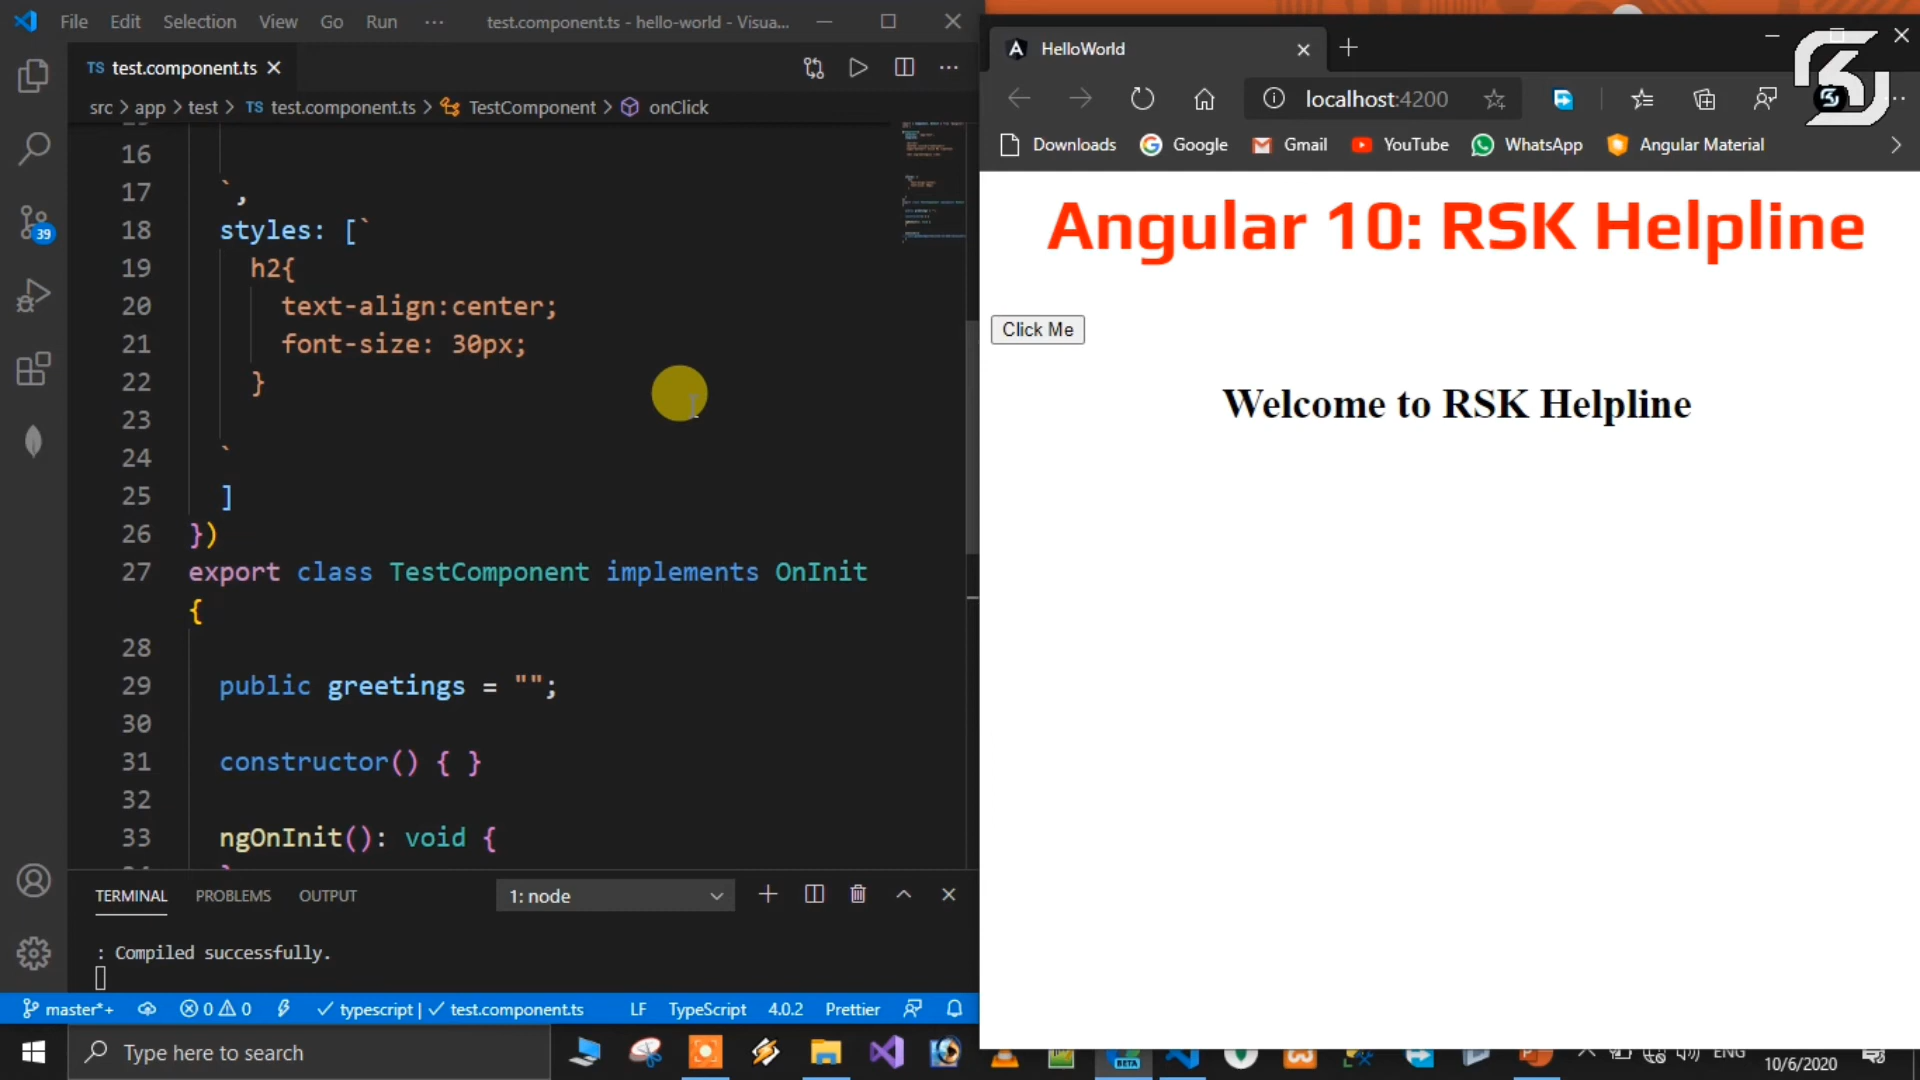 File Edit Selection View Go Run ··· test.component.ts - hello-world - Visua...
TS test.component.ts
src > app > test > TS test.component.ts > TestComponent > onClick
16
17 `,
18 styles: [`
19 h2{
20 text-align:center;
21 font-size: 30px;
22 }
23
24 `
25 ]
26 })
27 export class TestComponent implements OnInit
{
28
29 public greetings = "";
30
31 constructor() { }
32
33 ngOnInit(): void {
TERMINAL PROBLEMS OUTPUT 1: node
: Compiled successfully.
master*+ 0 0 typescript | test.component.ts LF TypeScript 4.0.2 Prettier
39
Type here to search
HelloWorld
localhost:4200
Downloads Google Gmail YouTube WhatsApp Angular Material
Angular 10: RSK Helpline
Click Me
Welcome to RSK Helpline
BETA
ENG
10/6/2020